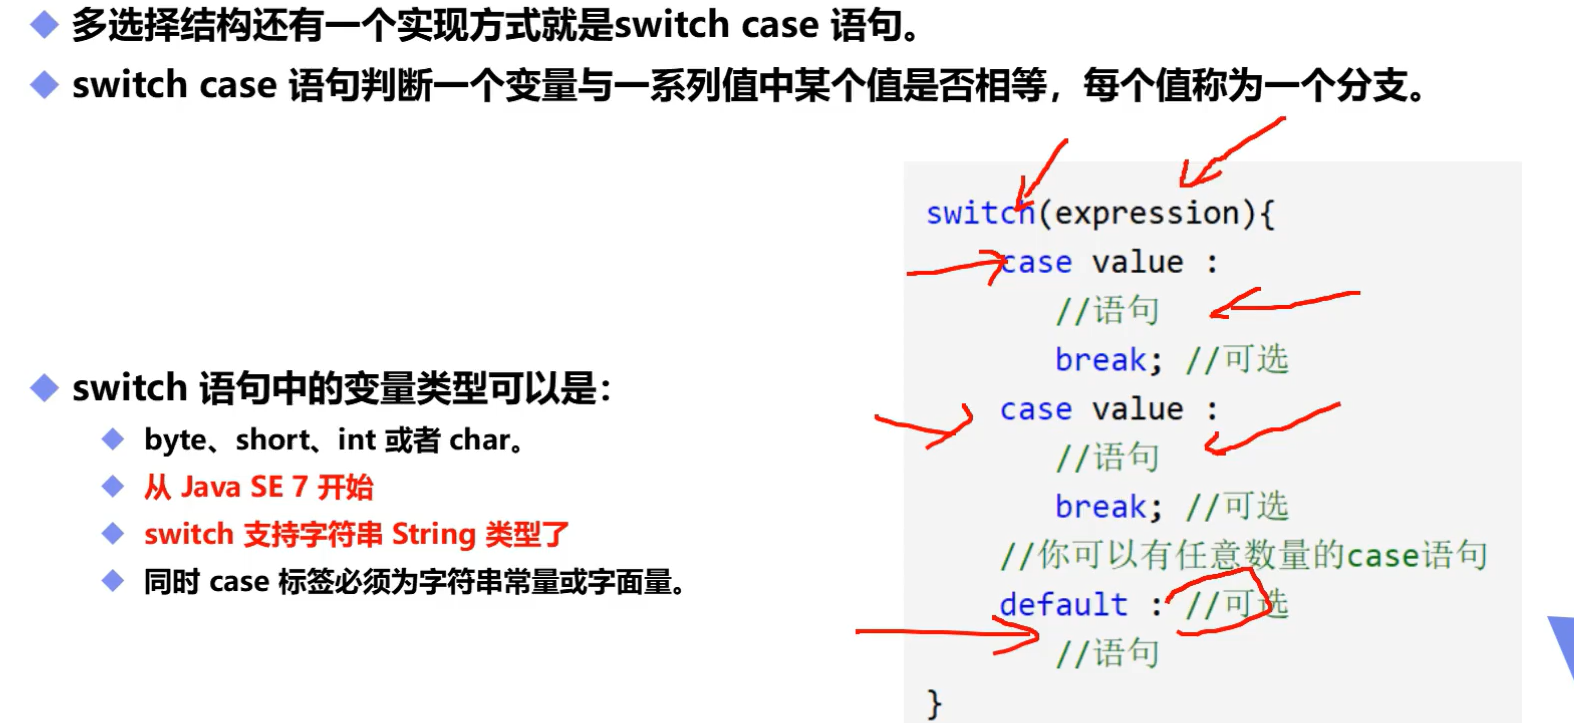 多选择结构还有一个实现方式就是switch case 语句。
switch case 语句判断一个变量与一系列值中某个值是否相等，每个值称为一个分支。
switch 语句中的变量类型可以是：
byte、short、int 或者 char。
从 Java SE 7 开始
switch 支持字符串 String 类型了
同时 case 标签必须为字符串常量或字面量。
switch(expression){
case value :
//语句
break; //可选
case value :
//语句
break; //可选
//你可以有任意数量的case语句
default : //可选
//语句
}